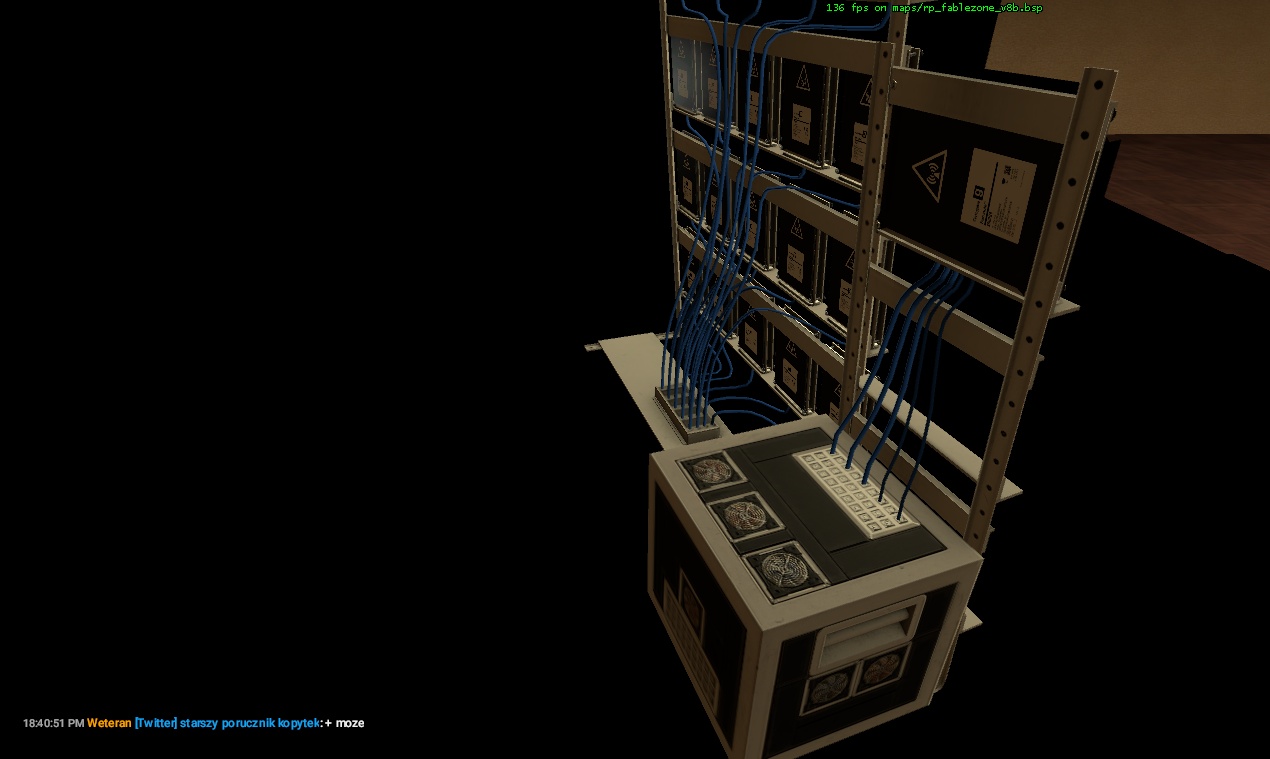 136 fps on maps/rp_fablezone_v8b.bsp
18:40:51 PM Weteran [Twitter] starszy porucznik kopytek: + moze